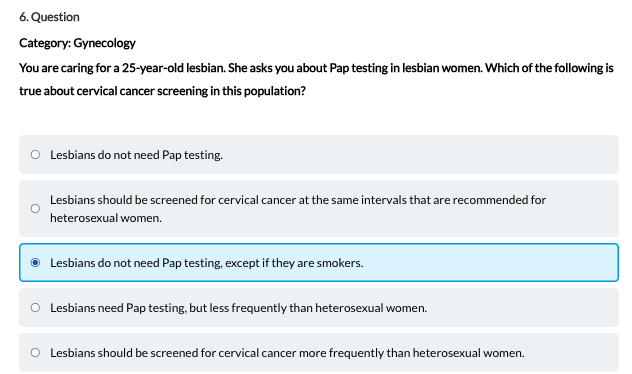 6. Question
Category: Gynecology
You are caring for a 25-year-old lesbian. She asks you about Pap testing in lesbian women. Which of the following is
true about cervical cancer screening in this population?
Lesbians do not need Pap testing.
Lesbians should be screened for cervical cancer at the same intervals that are recommended for
heterosexual women.
Lesbians do not need Pap testing, except if they are smokers.
Lesbians need Pap testing, but less frequently than heterosexual women.
Lesbians should be screened for cervical cancer more frequently than heterosexual women.